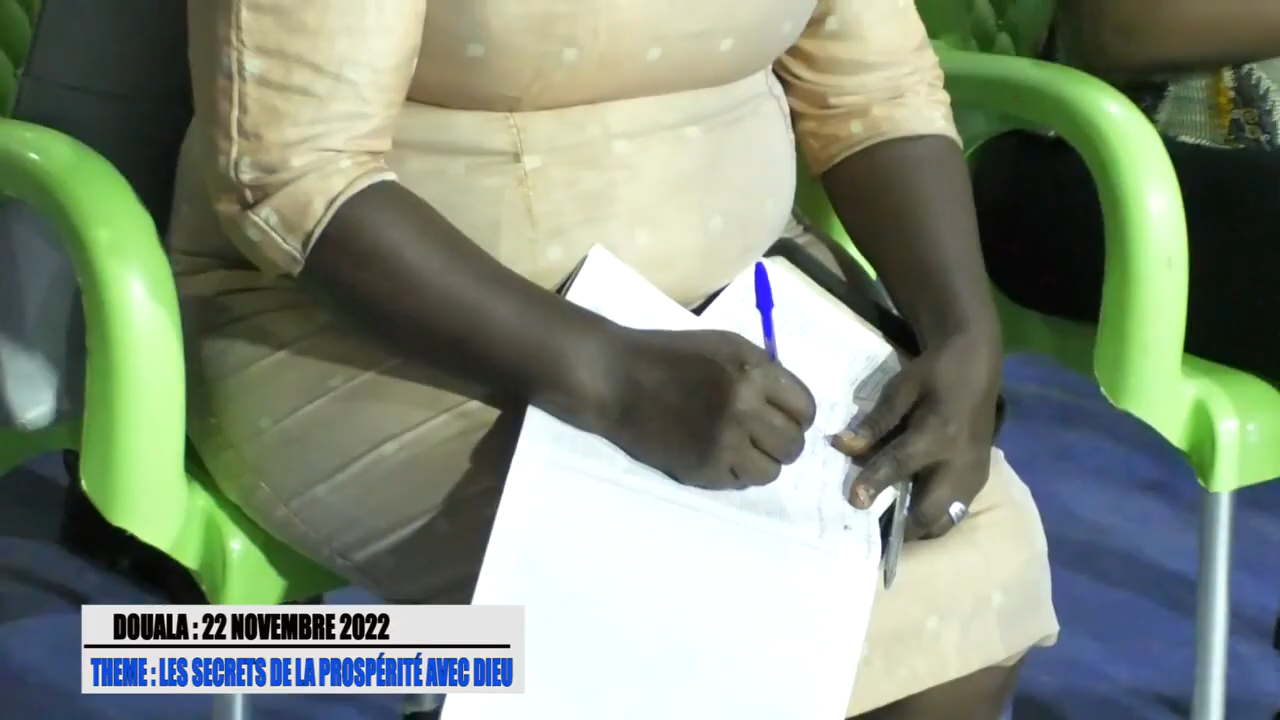 DOUALA : 22 NOVEMBRE 2022
THEME : LES SECRETS DE LA PROSPÉRITÉ AVEC DIEU